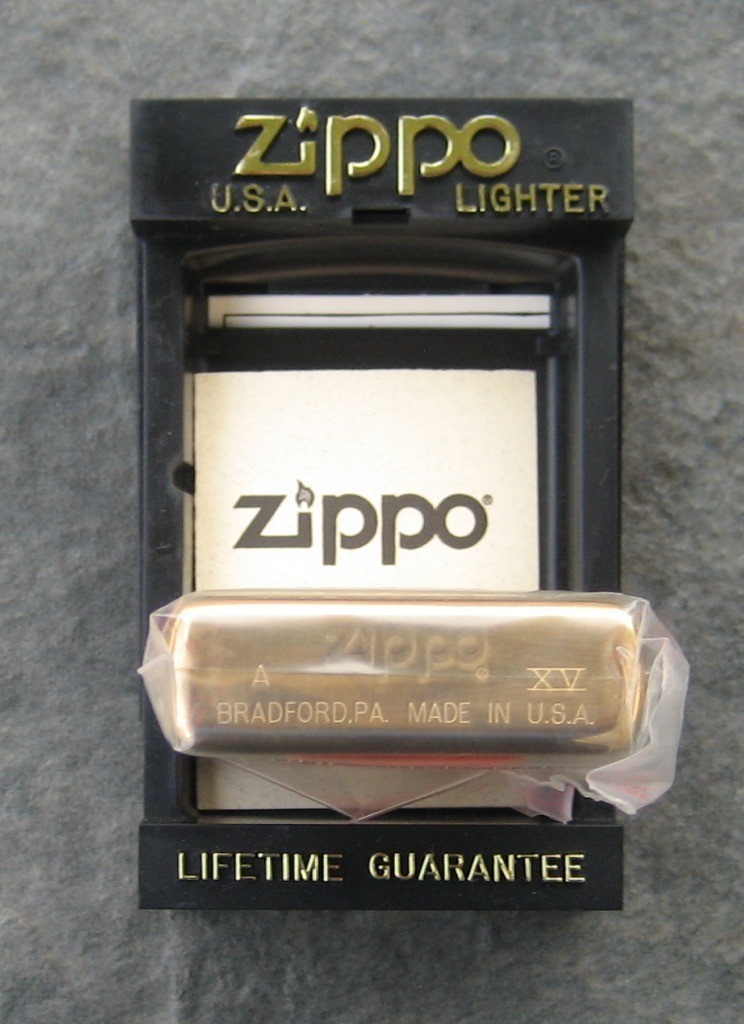 zippo ®
U.S.A. LIGHTER
zippo®
zippo®
A XV
BRADFORD,PA. MADE IN U.S.A.
LIFETIME GUARANTEE